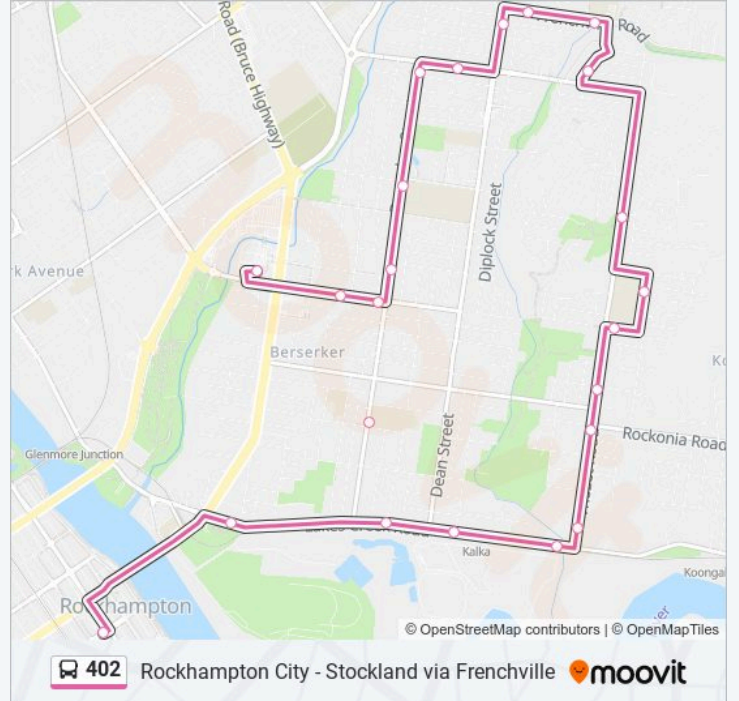 Road (Bruce Highway)
Road
Diplock Street
k Avenue
Berserker
Dean Street
Rockonia Road
Glenmore Junction
Kalka
Koonga
Rockhampton
© OpenStreetMap contributors | © OpenMapTiles
402 Rockhampton City - Stockland via Frenchville moovit